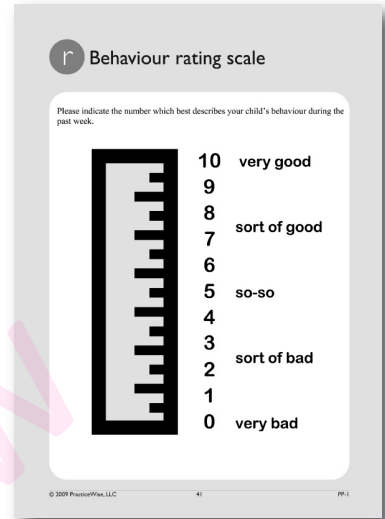 r Behaviour rating scale
Please indicate the number which best describes your child's behaviour during the
past week.
10 very good
9
8
sort of good
7
6
5 so-so
4
3
sort of bad
2
1
0 very bad
© 2009 PracticeWise, LLC 41 PP-1